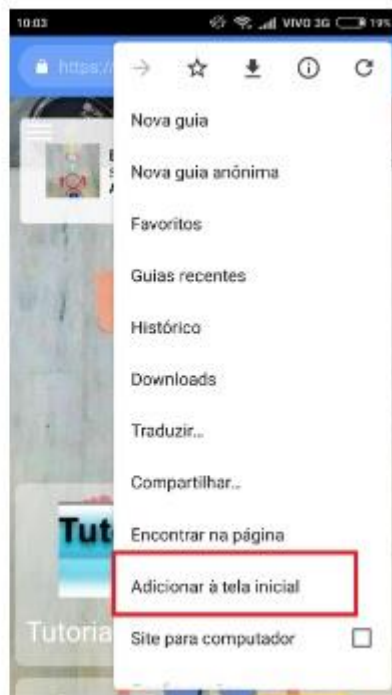 10:03 VIVO 3G 19%
https://
Nova guia
Nova guia anônima
Favoritos
Guias recentes
Histórico
Downloads
Traduzir...
Compartilhar...
Encontrar na página
Adicionar à tela inicial
Tut
Tutoria
Site para computador